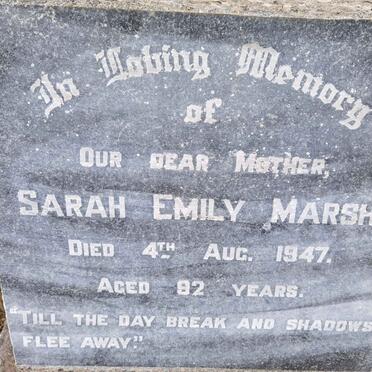 In Loving Memory
of
OUR DEAR MOTHER,
SARAH EMILY MARSH
DIED 4TH AUG. 1947.
AGED 92 YEARS.
"TILL THE DAY BREAK AND SHADOWS
FLEE AWAY."